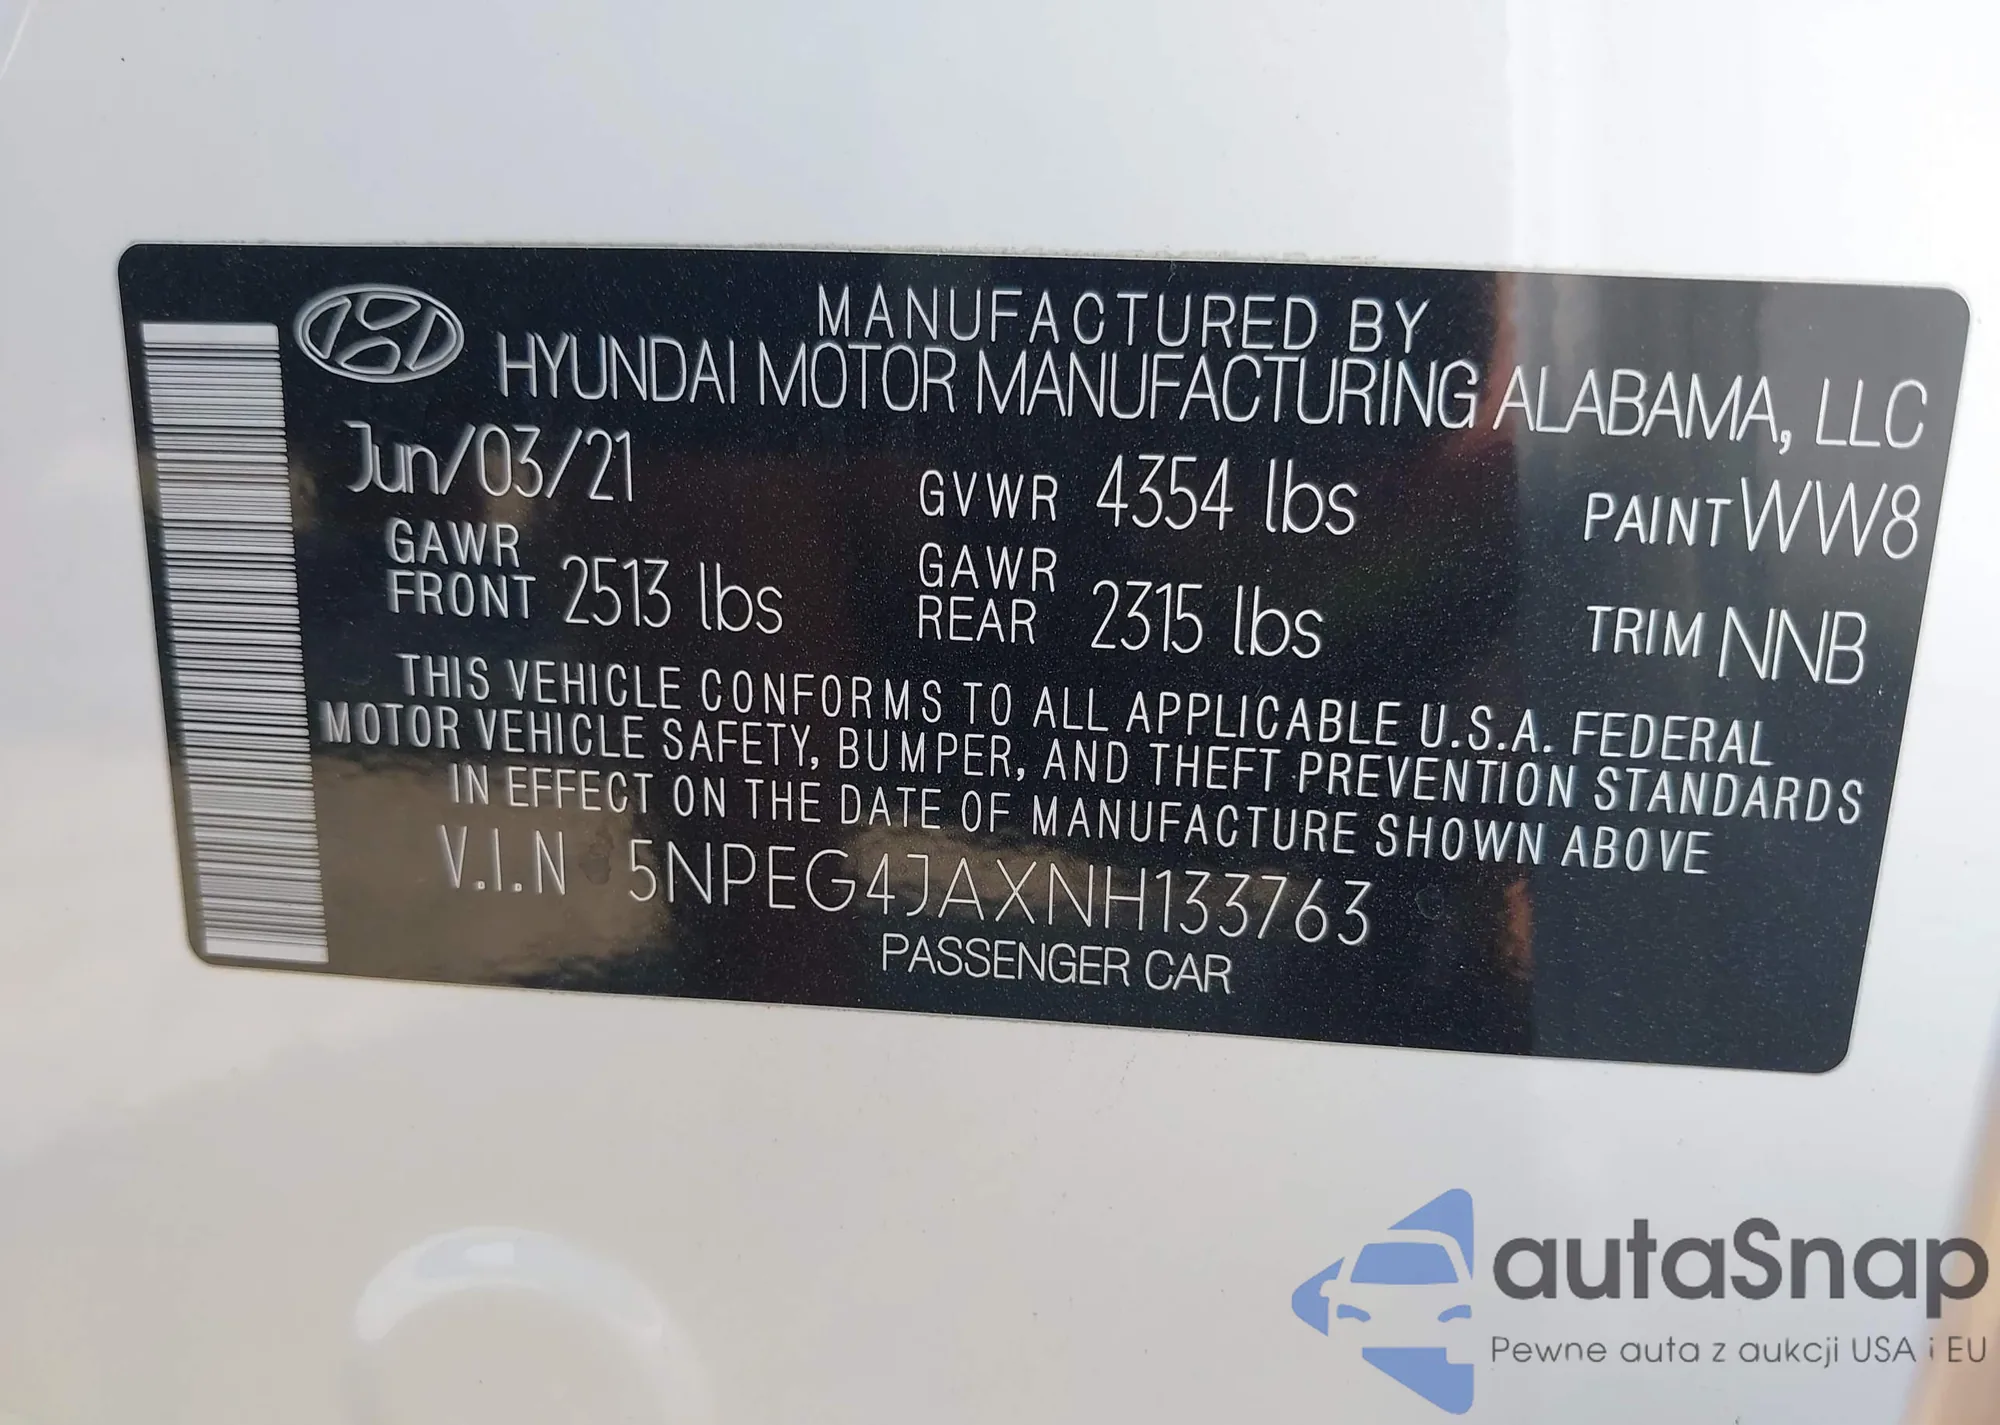 MANUFACTURED BY
HYUNDAI MOTOR MANUFACTURING ALABAMA, LLC
Jun/03/21 GVWR 4354 lbs PAINT WW8
GAWR FRONT 2513 lbs GAWR REAR 2315 lbs TRIM NNB
THIS VEHICLE CONFORMS TO ALL APPLICABLE U.S.A. FEDERAL
MOTOR VEHICLE SAFETY, BUMPER, AND THEFT PREVENTION STANDARDS
IN EFFECT ON THE DATE OF MANUFACTURE SHOWN ABOVE
V.I.N 5NPEG4JAXNH133763
PASSENGER CAR
autaSnap
Pewne auta z aukcji USA i EU